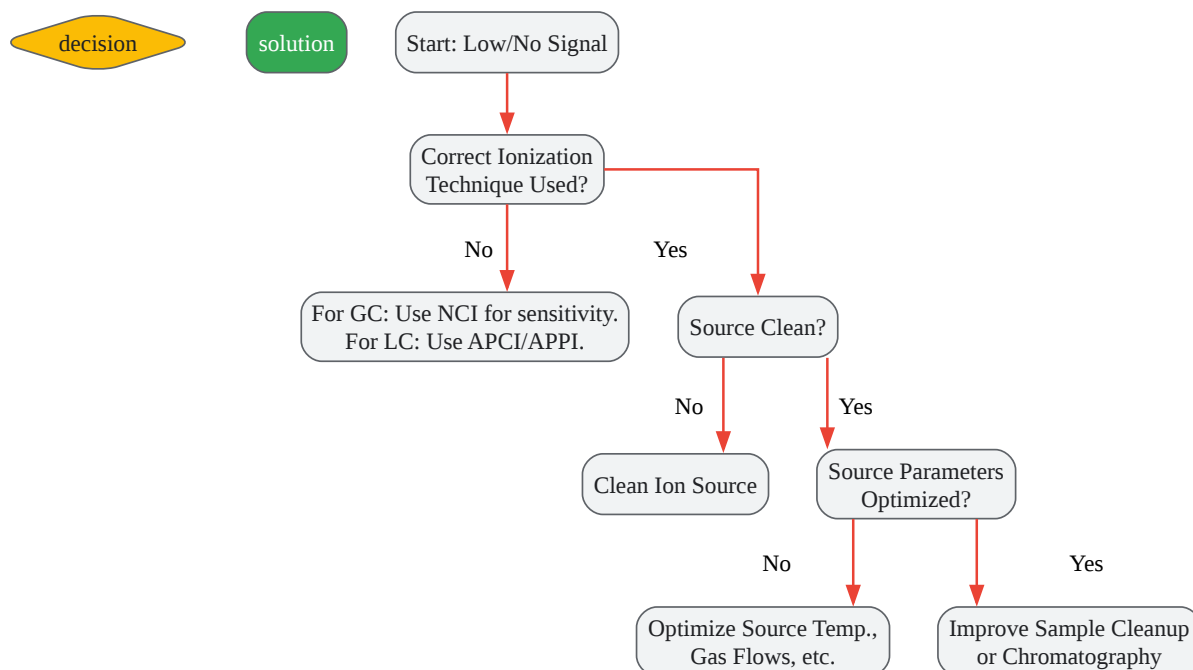 decision
solution
Start: Low/No Signal
Correct Ionization
Technique Used?
No
Yes
For GC: Use NCI for sensitivity.
For LC: Use APCI/APPI.
Source Clean?
No
Yes
Clean Ion Source
Source Parameters
Optimized?
No
Yes
Optimize Source Temp.,
Gas Flows, etc.
Improve Sample Cleanup
or Chromatography